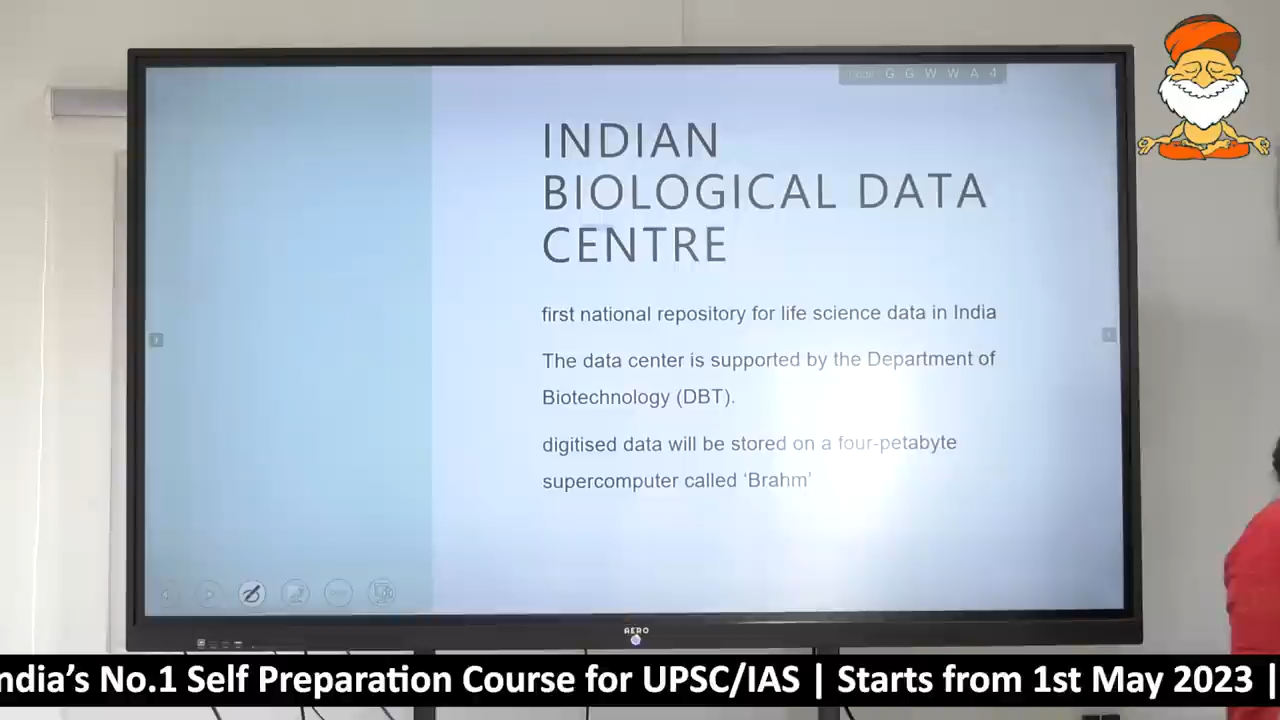 G G W W A 4
INDIAN
BIOLOGICAL DATA
CENTRE
first national repository for life science data in India
The data center is supported by the Department of
Biotechnology (DBT).
digitised data will be stored on a four-petabyte
supercomputer called ‘Brahm’
AERO
ndia’s No.1 Self Preparation Course for UPSC/IAS | Starts from 1st May 2023 |